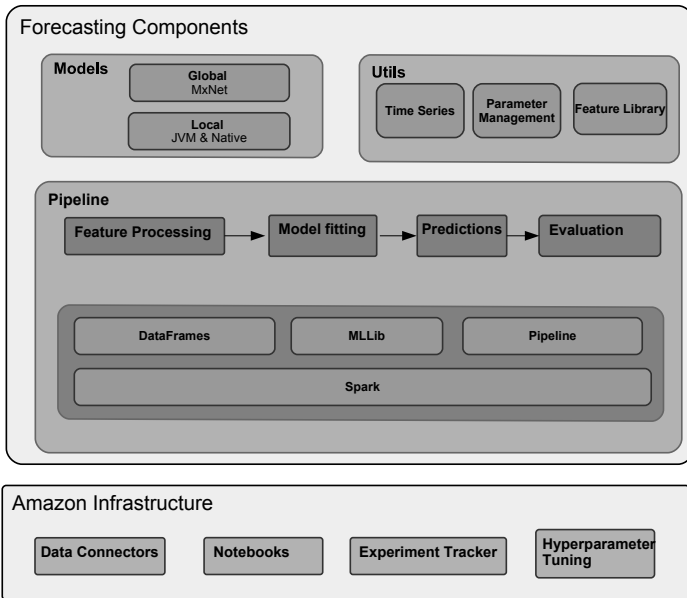 Forecasting Components
Models
Global
MxNet
Local
JVM & Native
Utils
Time Series
Parameter
Management
Feature Library
Pipeline
Feature Processing
Model fitting
Predictions
Evaluation
DataFrames
MLLib
Pipeline
Spark
Amazon Infrastructure
Data Connectors
Notebooks
Experiment Tracker
Hyperparameter
Tuning